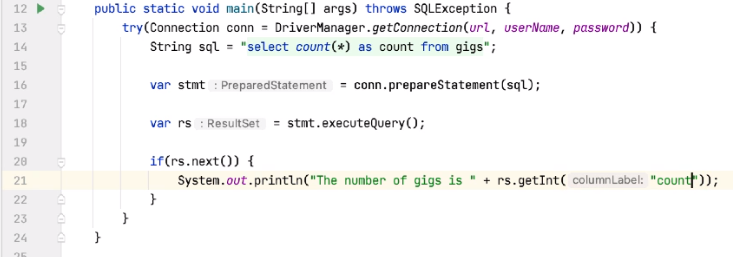 12 public static void main(String[] args) throws SQLException {
13 try(Connection conn = DriverManager.getConnection(url, userName, password)) {
14 String sql = "select count(*) as count from gigs";
15
16 var stmt : PreparedStatement = conn.prepareStatement(sql);
17
18 var rs : ResultSet = stmt.executeQuery();
19
20 if(rs.next()) {
21 System.out.println("The number of gigs is " + rs.getInt( columnLabel: "count"));
22 }
23 }
24 }
25